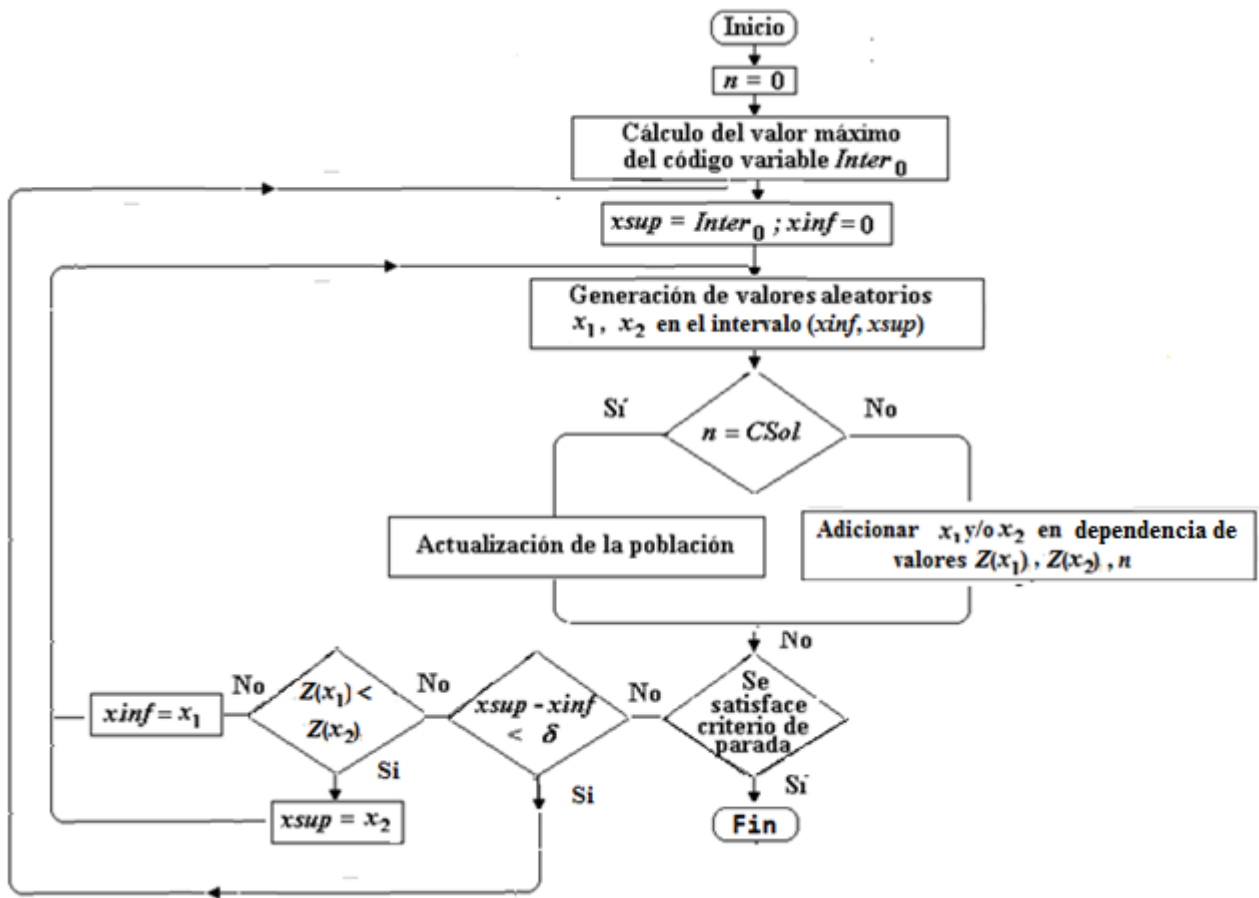 Inicio
n = 0
Cálculo del valor máximo
del código variable Inter₀
xsup = Inter₀ ; xinf = 0
Generación de valores aleatorios
x₁, x₂ en el intervalo (xinf, xsup)
Sí
No
n = CSol
Actualización de la población
Adicionar x₁ y/o x₂ en dependencia de
valores Z(x₁), Z(x₂), n
No
Se
satisface
criterio de
parada
Sí
Fin
No
xsup - xinf
< δ
Si
No
Z(x₁) <
Z(x₂)
Si
No
xinf = x₁
xsup = x₂